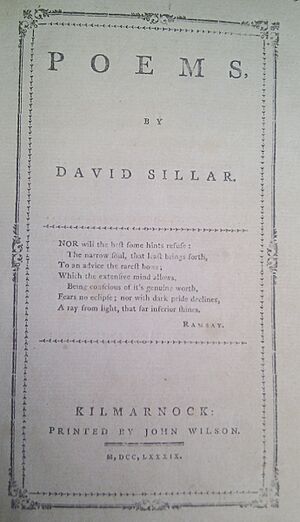 POEMS,
BY
DAVID SILLAR.
NOR will the beſt ſome hints refuſe:
The narrow ſoul, that leaſt brings forth,
To an advice the rareſt bows;
Which the extenſive mind allows,
Being conſcious of it's genuine worth,
Fears no eclipſe; nor with dark pride declines,
A ray from light, that far inferior ſhines.
RAMSAY.
KILMARNOCK:
PRINTED BY JOHN WILSON.
M,DCC,LXXXIX.